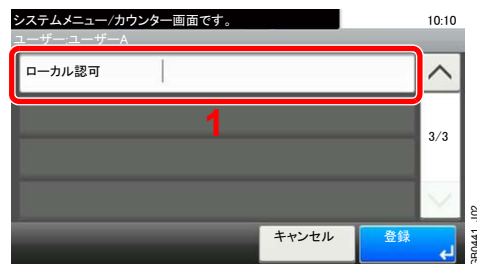 システムメニュー/カウンター画面です。 10:10
ユーザー:ユーザーA
ローカル認可
1
3/3
キャンセル 登録
GB0441_J02